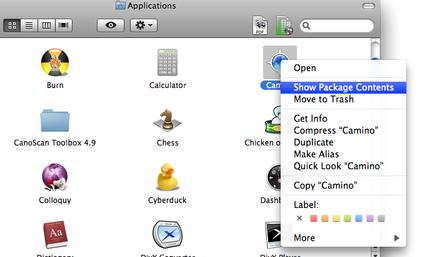 Applications
PDF
Burn
Calculator
Cam
Open
Show Package Contents
Move to Trash
Get Info
Compress “Camino”
Duplicate
Make Alias
Quick Look “Camino”
Copy “Camino”
Label:
More
CanoScan Toolbox 4.9
Chess
Chicken o
Colloquy
Cyberduck
Dashb
Aa
Dictionary
DivX Converter
DivX Player